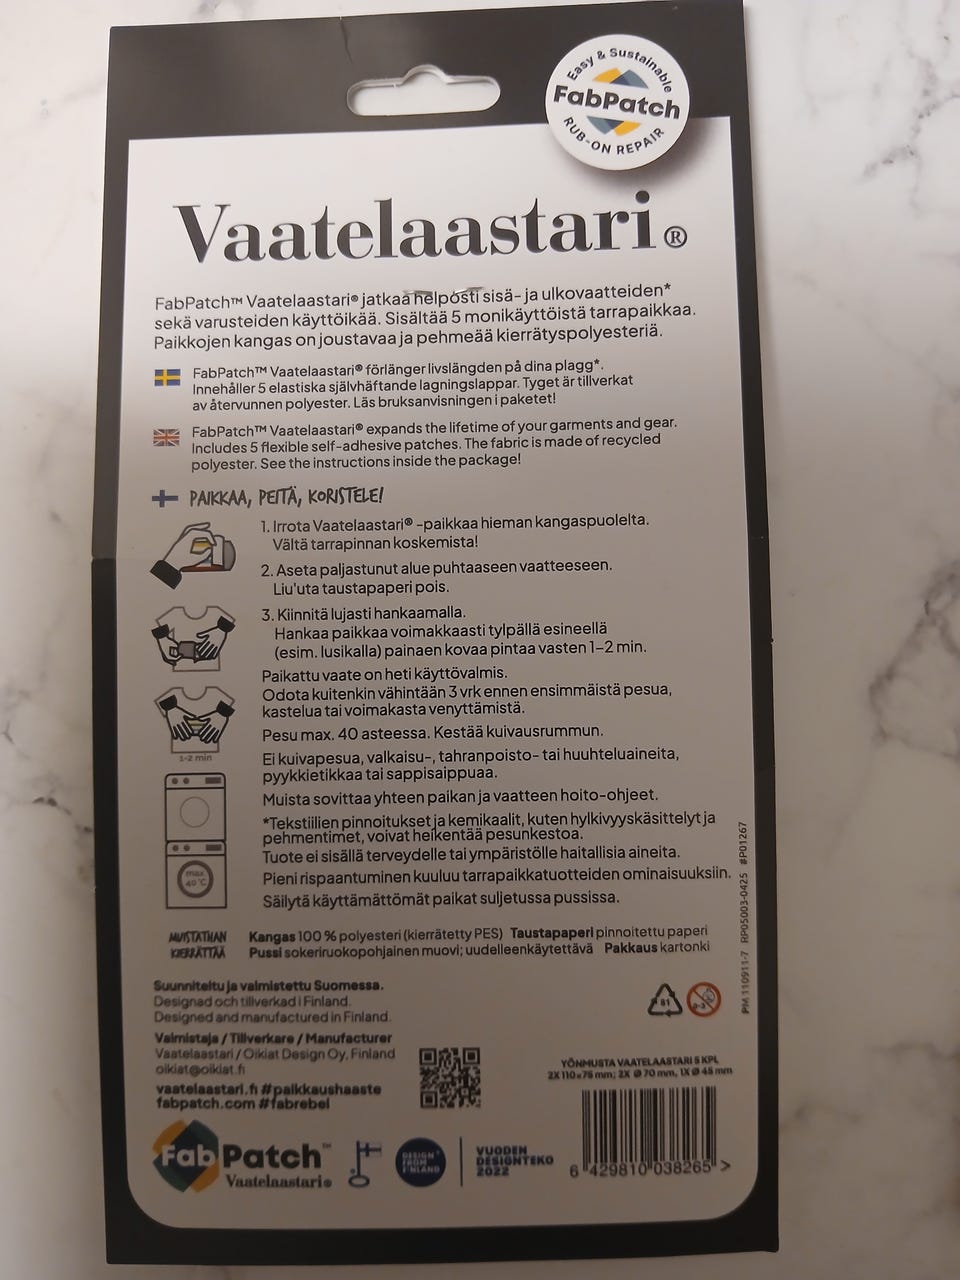 Easy & Sustainable
FabPatch
RUB-ON REPAIR
Vaatelaastari®
FabPatch™ Vaatelaastari® jatkaa helposti sisä- ja ulkovaatteiden*
sekä varusteiden käyttöikää. Sisältää 5 monikäyttöistä tarrapaikkaa.
Paikkojen kangas on joustavaa ja pehmeää kierrätyspolyesteriä.
FabPatch™ Vaatelaastari® förlänger livslängden på dina plagg*.
Innehåller 5 elastiska självhäftande lagningslappar. Tyget är tillverkat
av återvunnen polyester. Läs bruksanvisningen i paketet!
FabPatch™ Vaatelaastari® expands the lifetime of your garments and gear.
Includes 5 flexible self-adhesive patches. The fabric is made of recycled
polyester. See the instructions inside the package!
PAIKKAA, PEITÄ, KORISTELE!
1. Irrota Vaatelaastari® -paikkaa hieman kangaspuolelta.
Vältä tarrapinnan koskemista!
2. Aseta paljastunut alue puhtaaseen vaatteeseen.
Liu'uta taustapaperi pois.
3. Kiinnitä lujasti hankaamalla.
Hankaa paikkaa voimakkaasti tylpällä esineellä
(esim. lusikalla) painaen kovaa pintaa vasten 1-2 min.
Paikattu vaate on heti käyttövalmis.
Odota kuitenkin vähintään 3 vrk ennen ensimmäistä pesua,
kastelua tai voimakasta venyttämistä.
1-2 min
Pesu max. 40 asteessa. Kestää kuivausrummun.
Ei kuivapesua, valkaisu-, tahranpoisto- tai huuhteluaineita,
pyykkietikkaa tai sappisaippuaa.
Muista sovittaa yhteen paikan ja vaatteen hoito-ohjeet.
*Tekstiilien pinnoitukset ja kemikaalit, kuten hylkivyyskäsittelyt ja
pehmentimet, voivat heikentää pesunkestoa.
Tuote ei sisällä terveydelle tai ympäristölle haitallisia aineita.
max
40°C
Pieni rispaantuminen kuuluu tarrapaikkatuotteiden ominaisuuksiin.
Säilytä käyttämättömät paikat suljetussa pussissa.
PM 110911-7 RP05003-0425 #P01267
MUISTATHAN
KIERRÄTTÄÄ
Kangas 100 % polyesteri (kierrätetty PES) Taustapaperi pinnoitettu paperi
Pussi sokeriruokopohjainen muovi; uudelleenkäytettävä Pakkaus kartonki
Suunniteltu ja valmistettu Suomessa.
Designad och tillverkad i Finland.
Designed and manufactured in Finland.
81
0-3
Valmistaja / Tillverkare / Manufacturer
Vaatelaastari / Oikiat Design Oy, Finland
oikiat@oikiat.fi
vaatelaastari.fi #paikkaushaaste
fabpatch.com #fabrebel
YÖNMUSTA VAATELAASTARI 5 KPL
2X 110 x 75 mm; 2X Ø 70 mm, 1X Ø 45 mm
6 429810 038265 >
FabPatch™
Vaatelaastari®
DESIGN
FROM
FINLAND
VUODEN
DESIGNTEKO
2022